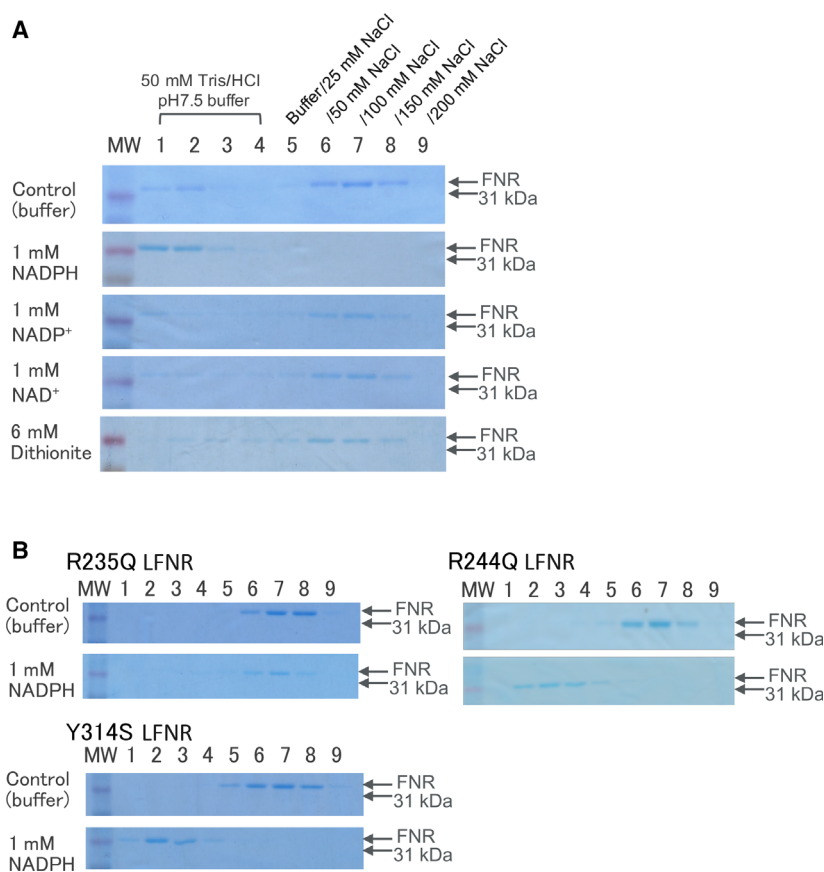 A
50 mM Tris/HCl
pH7.5 buffer
Buffer/25 mM NaCl
/50 mM NaCl
/100 mM NaCl
/150 mM NaCl
/200 mM NaCl
MW 1 2 3 4 5 6 7 8 9
Control
(buffer)
FNR
31 kDa
1 mM
NADPH
FNR
31 kDa
1 mM
NADP⁺
FNR
31 kDa
1 mM
NAD⁺
FNR
31 kDa
6 mM
Dithionite
FNR
31 kDa
B
R235Q LFNR
MW 1 2 3 4 5 6 7 8 9
Control
(buffer)
FNR
31 kDa
1 mM
NADPH
FNR
31 kDa
R244Q LFNR
MW 1 2 3 4 5 6 7 8 9
FNR
31 kDa
FNR
31 kDa
Y314S LFNR
MW 1 2 3 4 5 6 7 8 9
Control
(buffer)
FNR
31 kDa
1 mM
NADPH
FNR
31 kDa